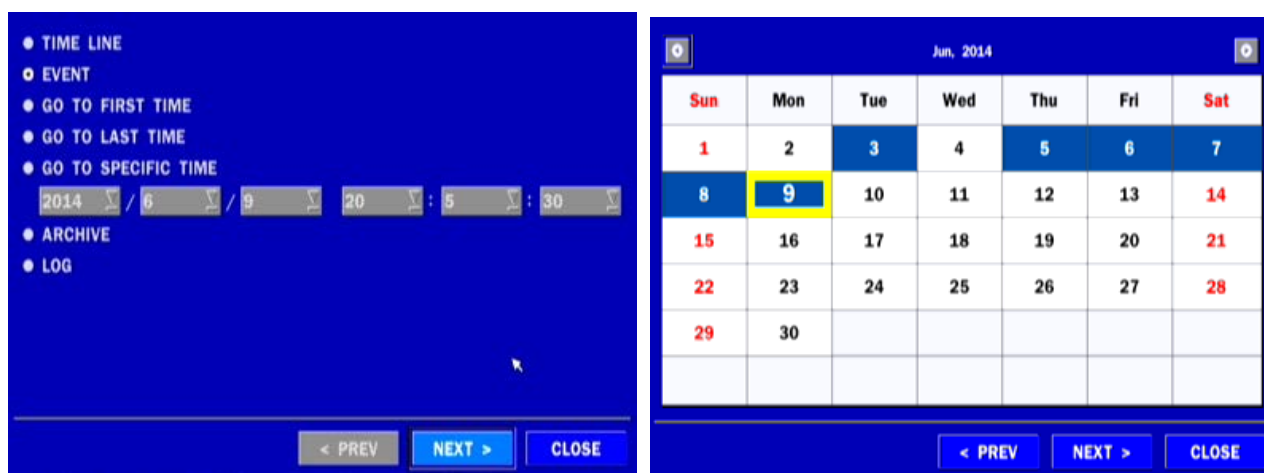 TIME LINE
EVENT
GO TO FIRST TIME
GO TO LAST TIME
GO TO SPECIFIC TIME
2014 / 6 / 9 20 : 5 : 30
ARCHIVE
LOG
< PREV NEXT > CLOSE
Jun, 2014
Sun Mon Tue Wed Thu Fri Sat
1 2 3 4 5 6 7
8 9 10 11 12 13 14
15 16 17 18 19 20 21
22 23 24 25 26 27 28
29 30
< PREV NEXT > CLOSE